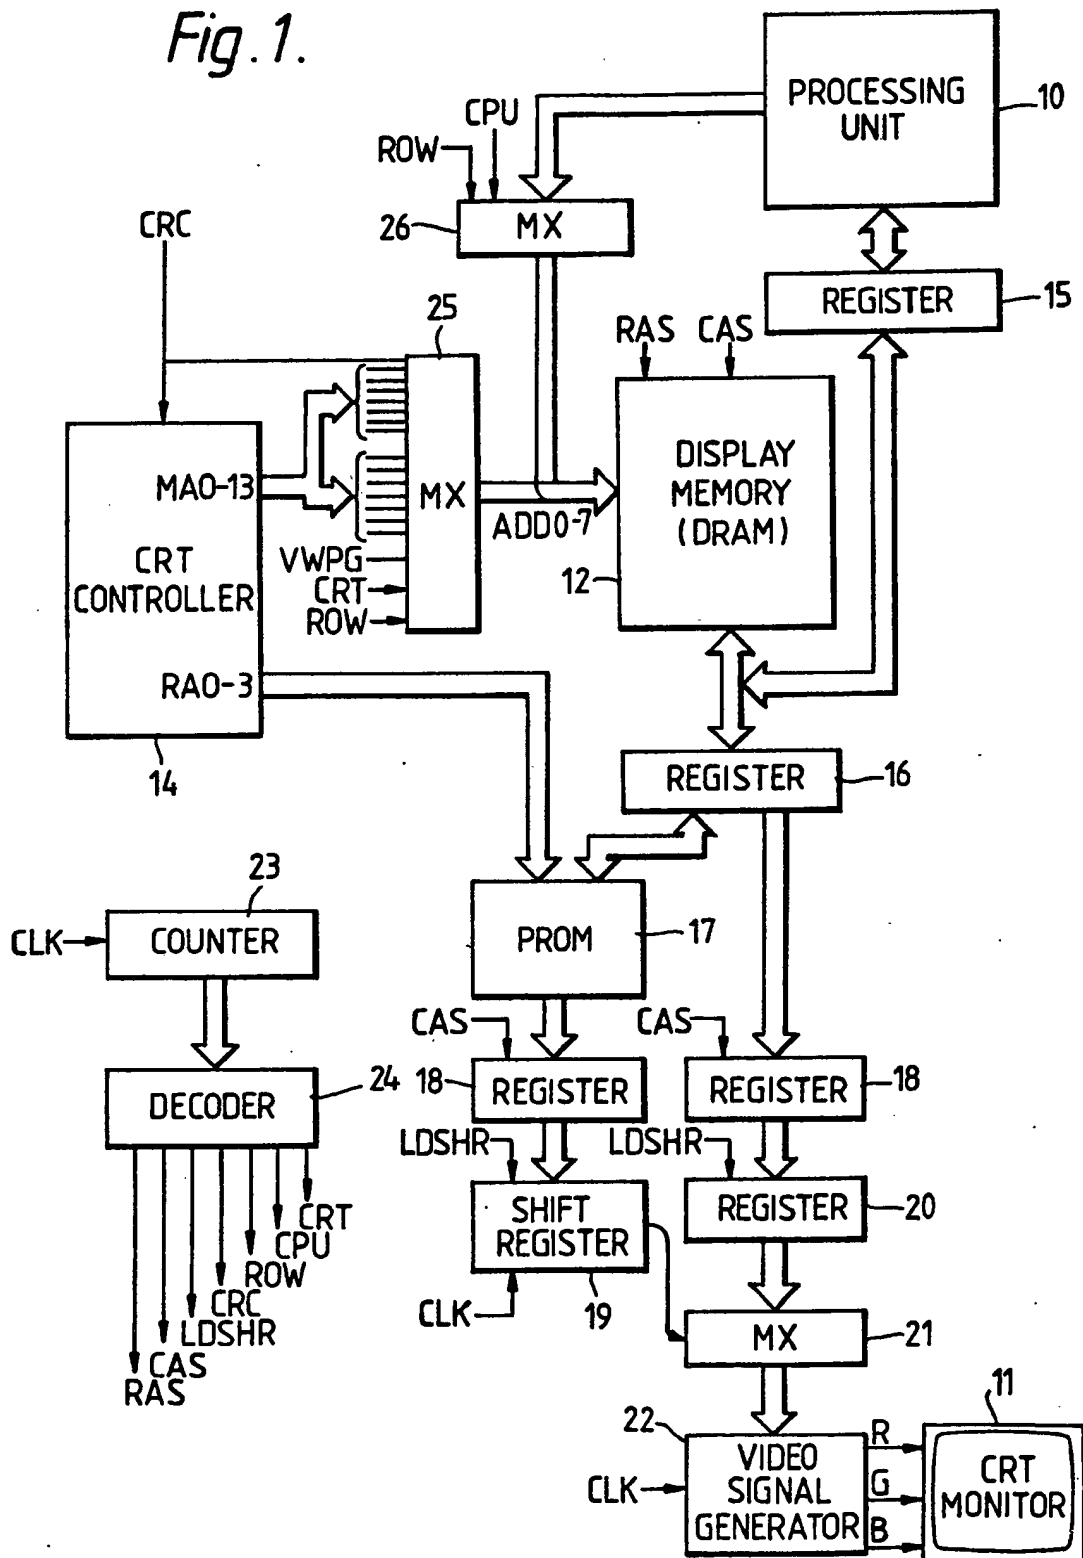 Fig.1.
PROCESSING
UNIT
10
CPU
ROW
MX
26
CRC
REGISTER
15
25
RAS
CAS
MA0-13
MX
DISPLAY
MEMORY
(DRAM)
ADD0-7
12
CRT
CONTROLLER
VWPG
CRT
ROW
RA0-3
14
REGISTER
16
23
CLK
COUNTER
PROM
17
CAS
CAS
24
DECODER
18
REGISTER
REGISTER
18
LDSHR
LDSHR
SHIFT
REGISTER
REGISTER
20
CRT
CPU
ROW
CRC
LDSHR
CAS
RAS
CLK
19
MX
21
11
22
VIDEO
SIGNAL
GENERATOR
CLK
R
G
B
CRT
MONITOR